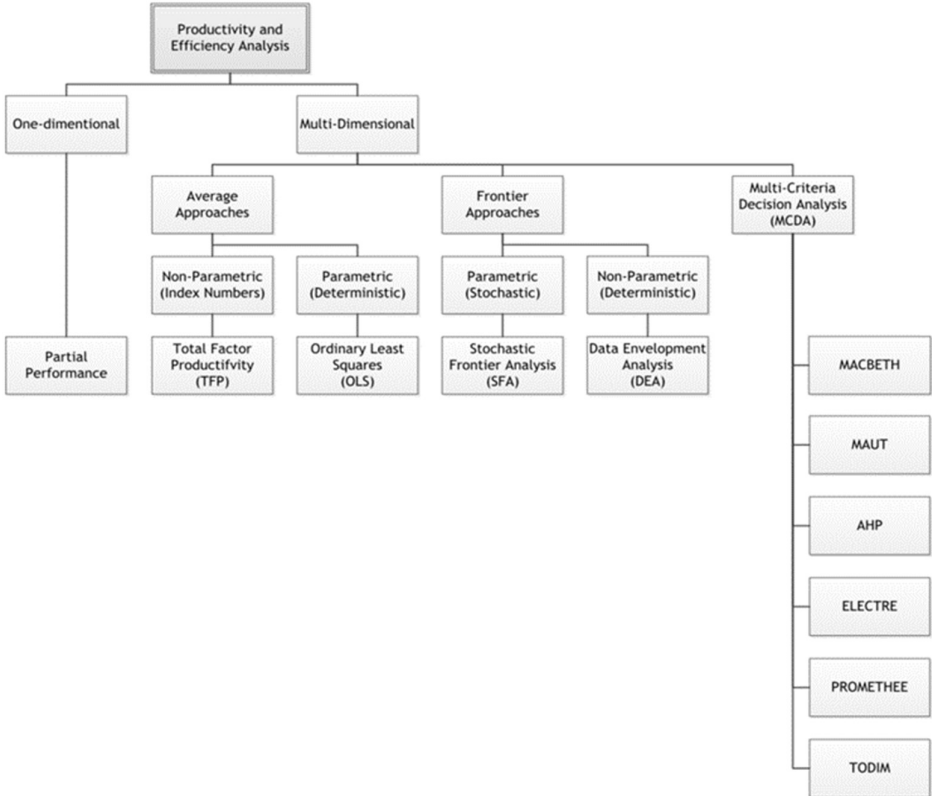 Productivity and
Efficiency Analysis
One-dimentional
Multi-Dimensional
Average
Approaches
Frontier
Approaches
Multi-Criteria
Decision Analysis
(MCDA)
Non-Parametric
(Index Numbers)
Parametric
(Deterministic)
Parametric
(Stochastic)
Non-Parametric
(Deterministic)
Partial
Performance
Total Factor
Productifvity
(TFP)
Ordinary Least
Squares
(OLS)
Stochastic
Frontier Analysis
(SFA)
Data Envelopment
Analysis
(DEA)
MACBETH
MAUT
AHP
ELECTRE
PROMETHEE
TODIM